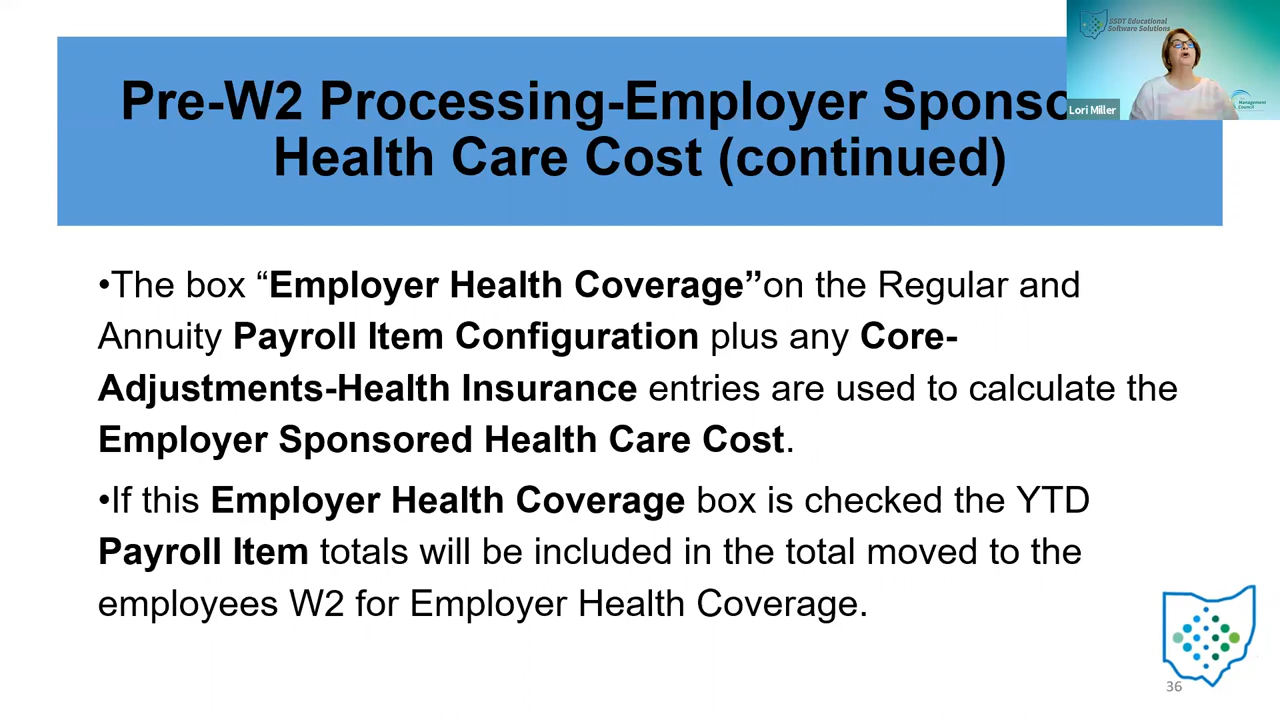 SSDT Educational
Software Solutions
Lori Miller
Management
Council
Pre-W2 Processing-Employer Sponso
Health Care Cost (continued)
•The box “Employer Health Coverage”on the Regular and
Annuity Payroll Item Configuration plus any Core-
Adjustments-Health Insurance entries are used to calculate the
Employer Sponsored Health Care Cost.
•If this Employer Health Coverage box is checked the YTD
Payroll Item totals will be included in the total moved to the
employees W2 for Employer Health Coverage.
36